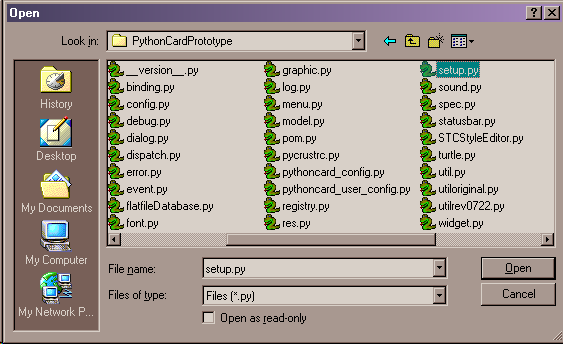 Open
Look in: PythonCardPrototype
History
Desktop
My Documents
My Computer
My Network P...
__version__.py
binding.py
config.py
debug.py
dialog.py
dispatch.py
error.py
event.py
flatfileDatabase.py
font.py
graphic.py
log.py
menu.py
model.py
pom.py
pycrustrc.py
pythoncard_config.py
pythoncard_user_config.py
registry.py
res.py
setup.py
sound.py
spec.py
statusbar.py
STCStyleEditor.py
turtle.py
util.py
utiloriginal.py
utilrev0722.py
widget.py
File name: setup.py Open
Files of type: Files (*.py) Cancel
Open as read-only